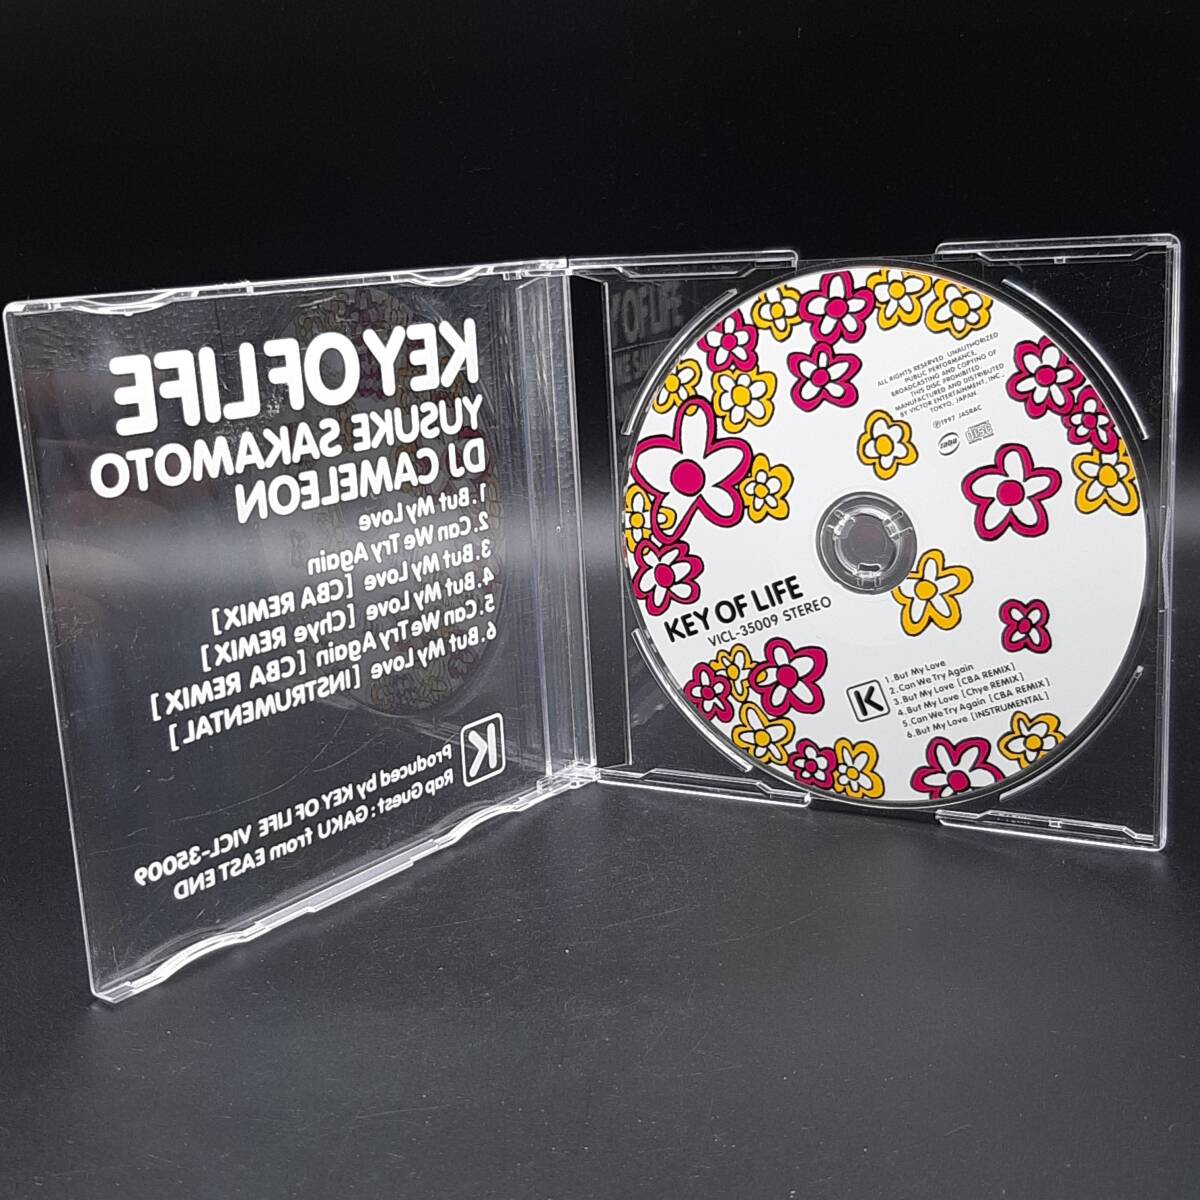 KEY OF LIFE
YUSUKE SAKAMOTO
DJ CAMELEON
1. But My Love
2. Can We Try Again
3. But My Love [CBA REMIX]
4. But My Love [Chye REMIX]
5. Can We Try Again [CBA REMIX]
6. But My Love [INSTRUMENTAL]
K
Produced by KEY OF LIFE VICL-35009
Rap Guest : GAKU from EAST END
KEY OF LIFE
ALL RIGHTS RESERVED UNAUTHORIZED
PUBLIC PERFORMANCE,
BROADCASTING AND COPYING OF
THIS DISC PROHIBITED.
MANUFACTURED AND DISTRIBUTED
BY VICTOR ENTERTAINMENT, INC.,
TOKYO, JAPAN
Ⓟ1997 JASRAC
disc
KEY OF LIFE
VICL-35009 STEREO
K
1. But My Love
2. Can We Try Again
3. But My Love [CBA REMIX]
4. But My Love [Chye REMIX]
5. Can We Try Again [CBA REMIX]
6. But My Love [INSTRUMENTAL]